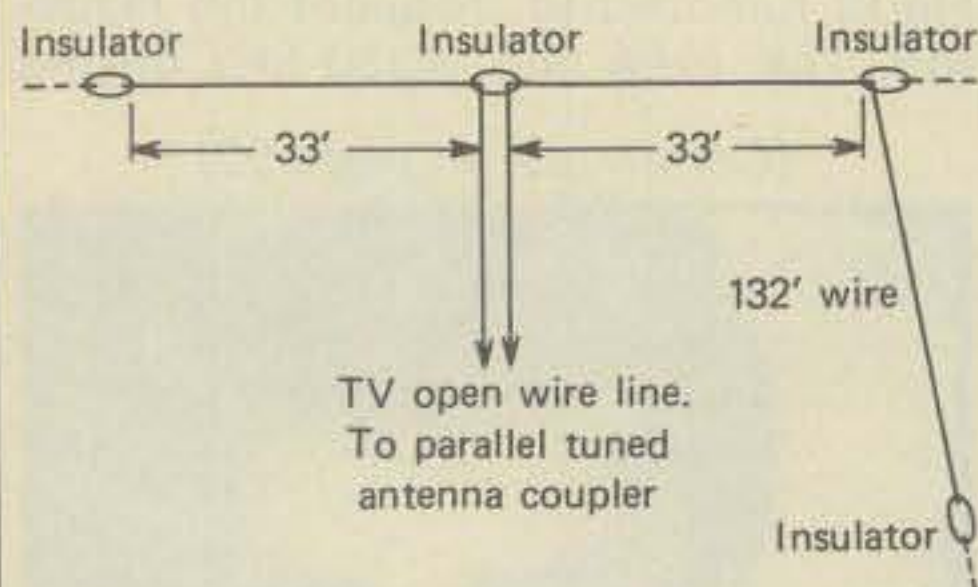 Insulator Insulator Insulator
33′ 33′
132′ wire
TV open wire line.
To parallel tuned
antenna coupler
Insulator